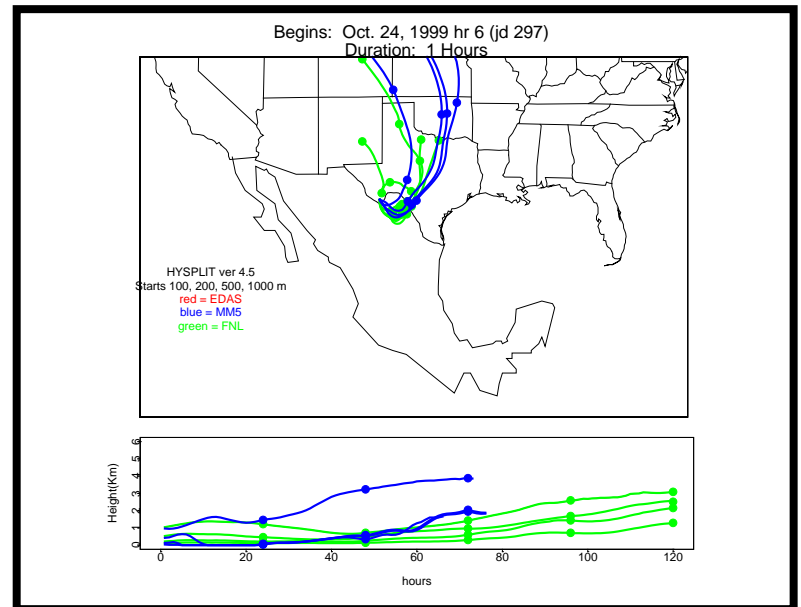 Begins:  Oct. 24, 1999 hr 6 (jd 297)
Duration:  1 Hours
HYSPLIT ver 4.5
Starts 100, 200, 500, 1000 m
red = EDAS
blue = MM5
green = FNL
Height(Km)
6
5
4
3
2
1
0
0 20 40 60 80 100 120
hours